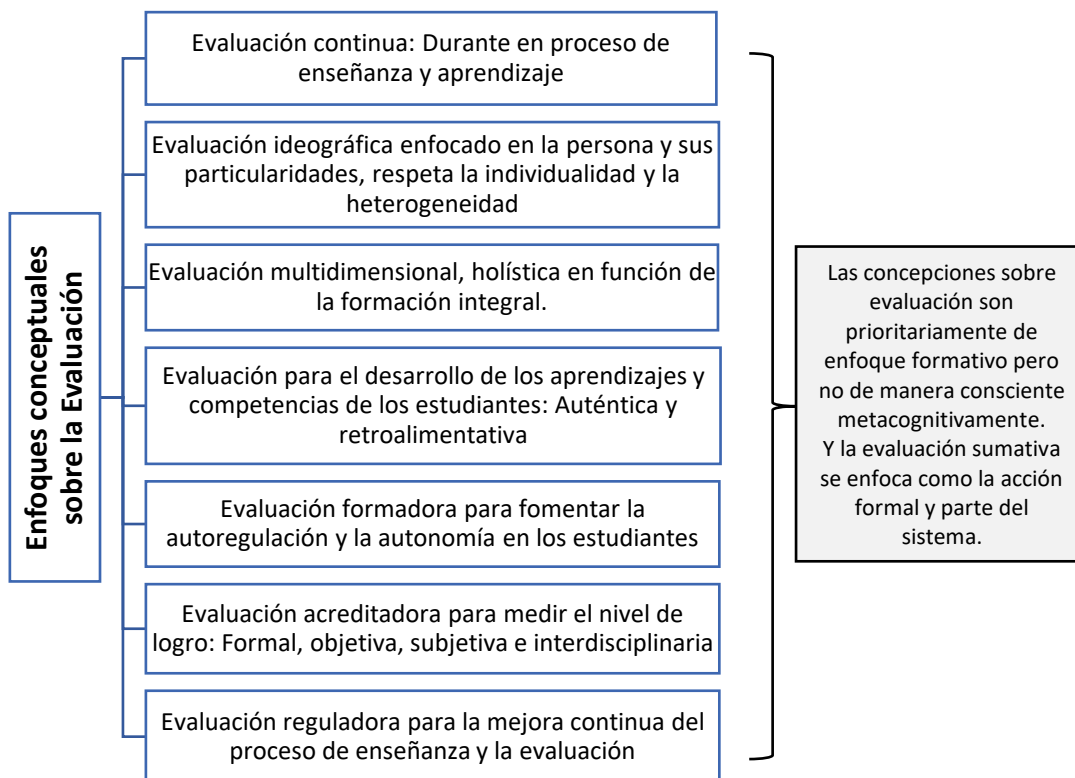 Enfoques conceptuales
sobre la Evaluación
Evaluación continua: Durante en proceso de
enseñanza y aprendizaje
Evaluación ideográfica enfocado en la persona y sus
particularidades, respeta la individualidad y la
heterogeneidad
Evaluación multidimensional, holística en función de
la formación integral.
Evaluación para el desarrollo de los aprendizajes y
competencias de los estudiantes: Auténtica y
retroalimentativa
Evaluación formadora para fomentar la
autoregulación y la autonomía en los estudiantes
Evaluación acreditadora para medir el nivel de
logro: Formal, objetiva, subjetiva e interdisciplinaria
Evaluación reguladora para la mejora continua del
proceso de enseñanza y la evaluación
Las concepciones sobre
evaluación son
prioritariamente de
enfoque formativo pero
no de manera consciente
metacognitivamente.
Y la evaluación sumativa
se enfoca como la acción
formal y parte del
sistema.